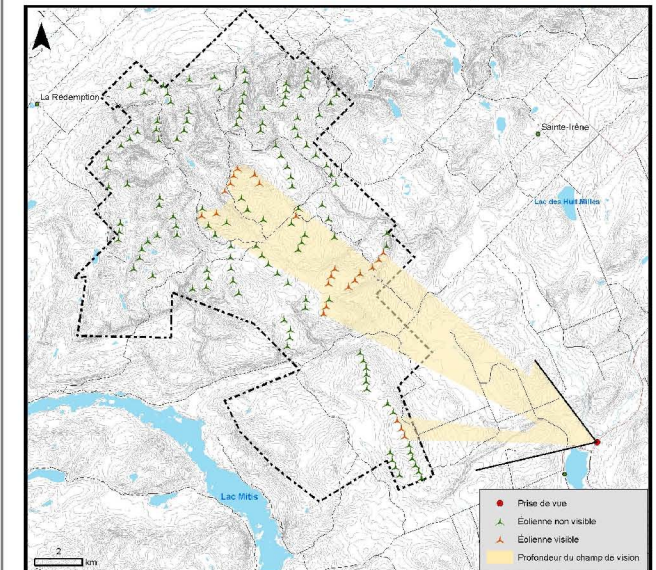 La Rédemption
Sainte-Irène
Lac des Huit Milles
Lac Mitis
2
km
Prise de vue
Éolienne non visible
Éolienne visible
Profondeur du champ de vision